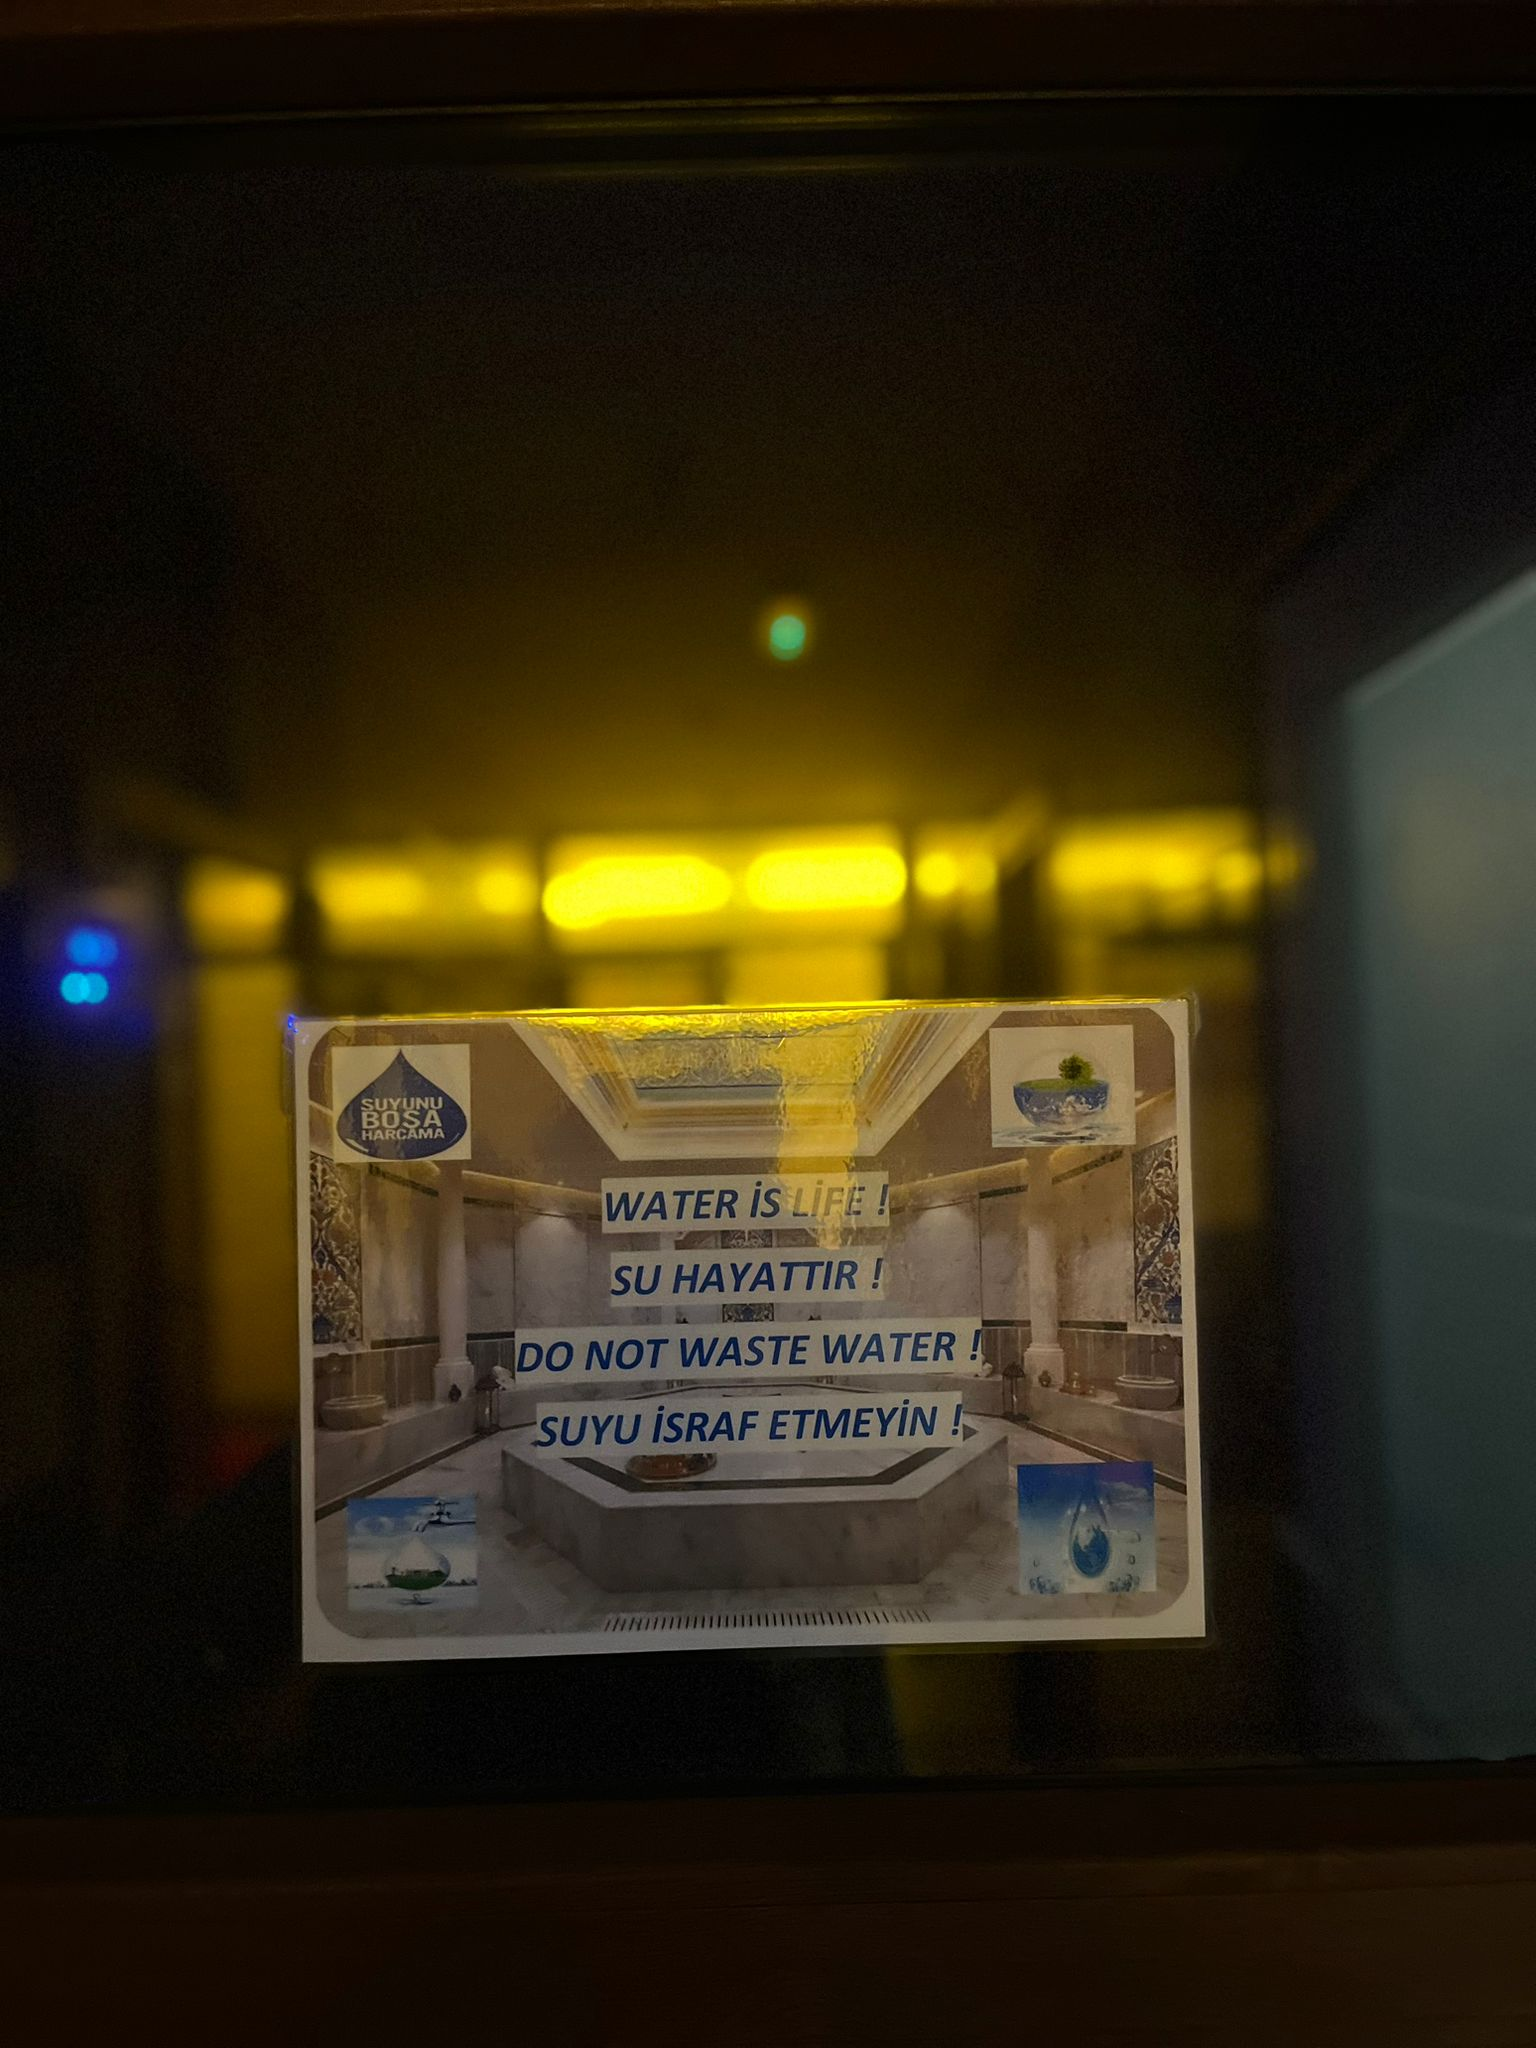 SUYUNU
BOŞA
HARCAMA
WATER İS LİFE !
SU HAYATTIR !
DO NOT WASTE WATER !
SUYU İSRAF ETMEYİN !